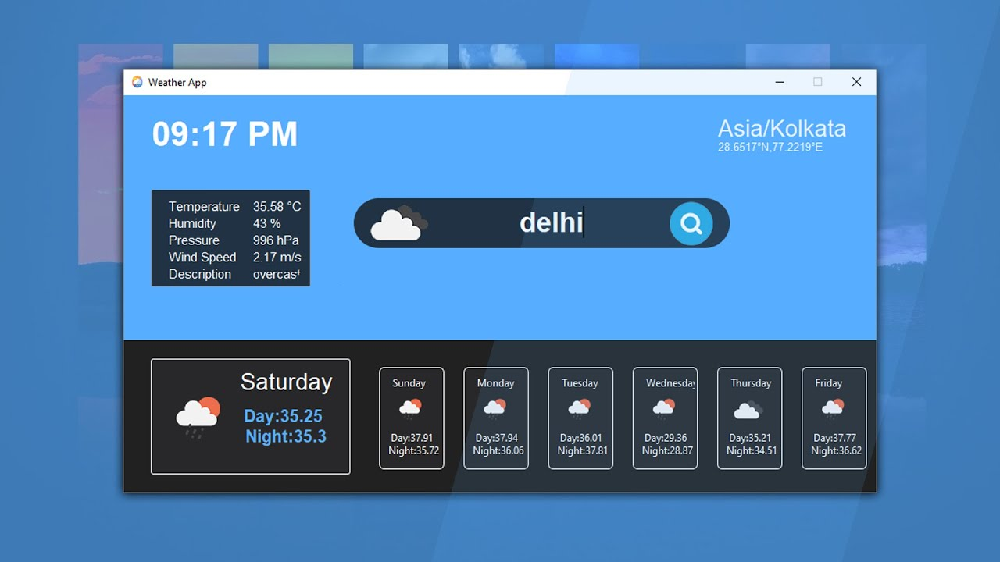 Weather App
09:17 PM
Asia/Kolkata
28.6517°N,77.2219°E
Temperature 35.58 °C
Humidity 43 %
Pressure 996 hPa
Wind Speed 2.17 m/s
Description overcast
delhi
Saturday
Day:35.25
Night:35.3
Sunday
Day:37.91
Night:35.72
Monday
Day:37.94
Night:36.06
Tuesday
Day:36.01
Night:37.81
Wednesday
Day:29.36
Night:28.87
Thursday
Day:35.21
Night:34.51
Friday
Day:37.77
Night:36.62